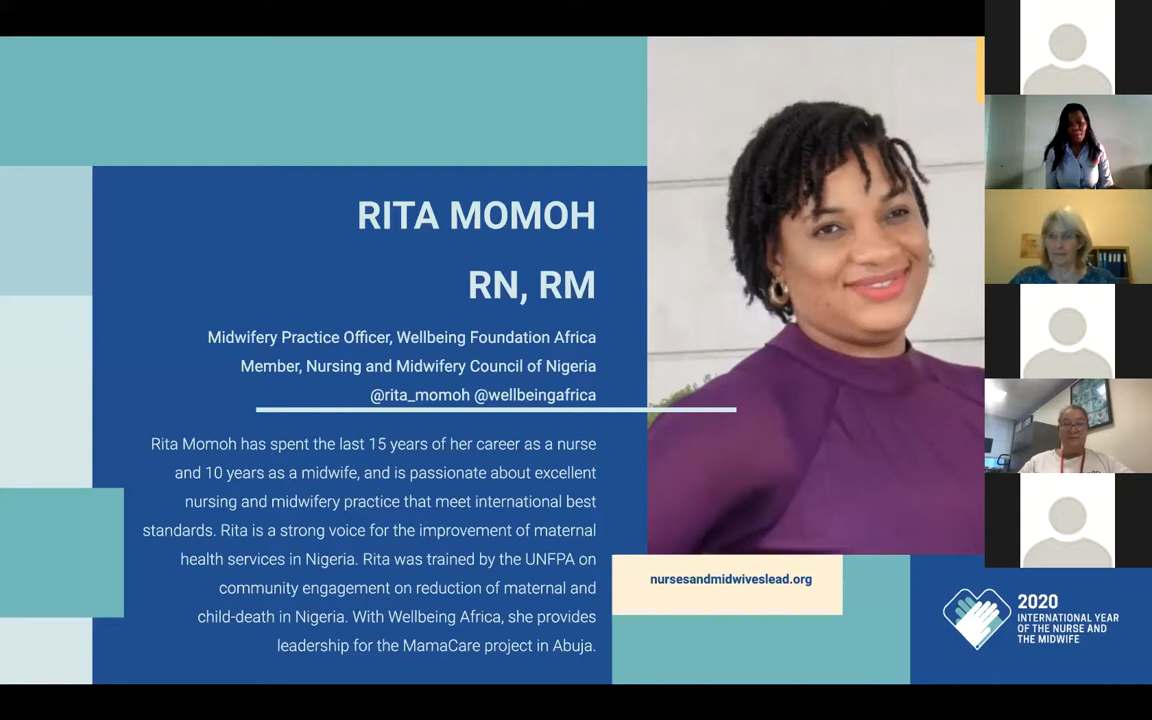 RITA MOMOH
RN, RM
Midwifery Practice Officer, Wellbeing Foundation Africa
Member, Nursing and Midwifery Council of Nigeria
@rita_momoh @wellbeingafrica
Rita Momoh has spent the last 15 years of her career as a nurse
and 10 years as a midwife, and is passionate about excellent
nursing and midwifery practice that meet international best
standards. Rita is a strong voice for the improvement of maternal
health services in Nigeria. Rita was trained by the UNFPA on
community engagement on reduction of maternal and
child-death in Nigeria. With Wellbeing Africa, she provides
leadership for the MamaCare project in Abuja.
nursesandmidwiveslead.org
2020
INTERNATIONAL YEAR
OF THE NURSE AND
THE MIDWIFE